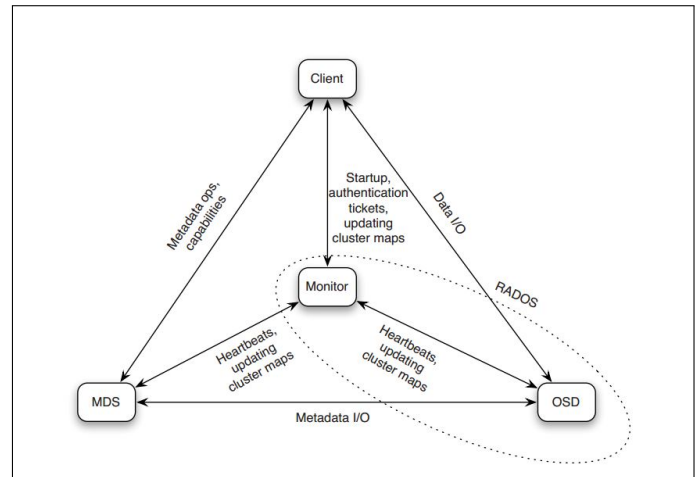 Client
Metadata ops,
capabilities
Startup,
authentication
tickets,
updating
cluster maps
Data I/O
Monitor
RADOS
Heartbeats,
updating
cluster maps
Heartbeats,
updating
cluster maps
MDS
OSD
Metadata I/O